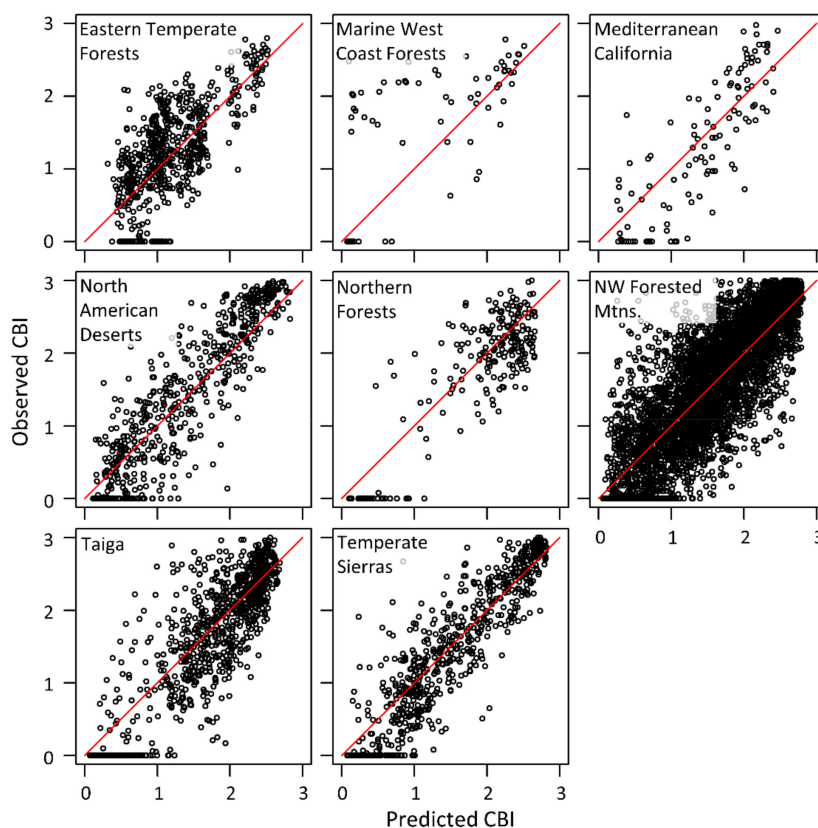 3
2
1
0
Eastern Temperate
Forests
Marine West
Coast Forests
Mediterranean
California
3
2
1
0
North
American
Deserts
Northern
Forests
NW Forested
Mtns.
0 1 2 3
3
2
1
0
Taiga
Temperate
Sierras
0 1 2 3
0 1 2 3
Observed CBI
Predicted CBI